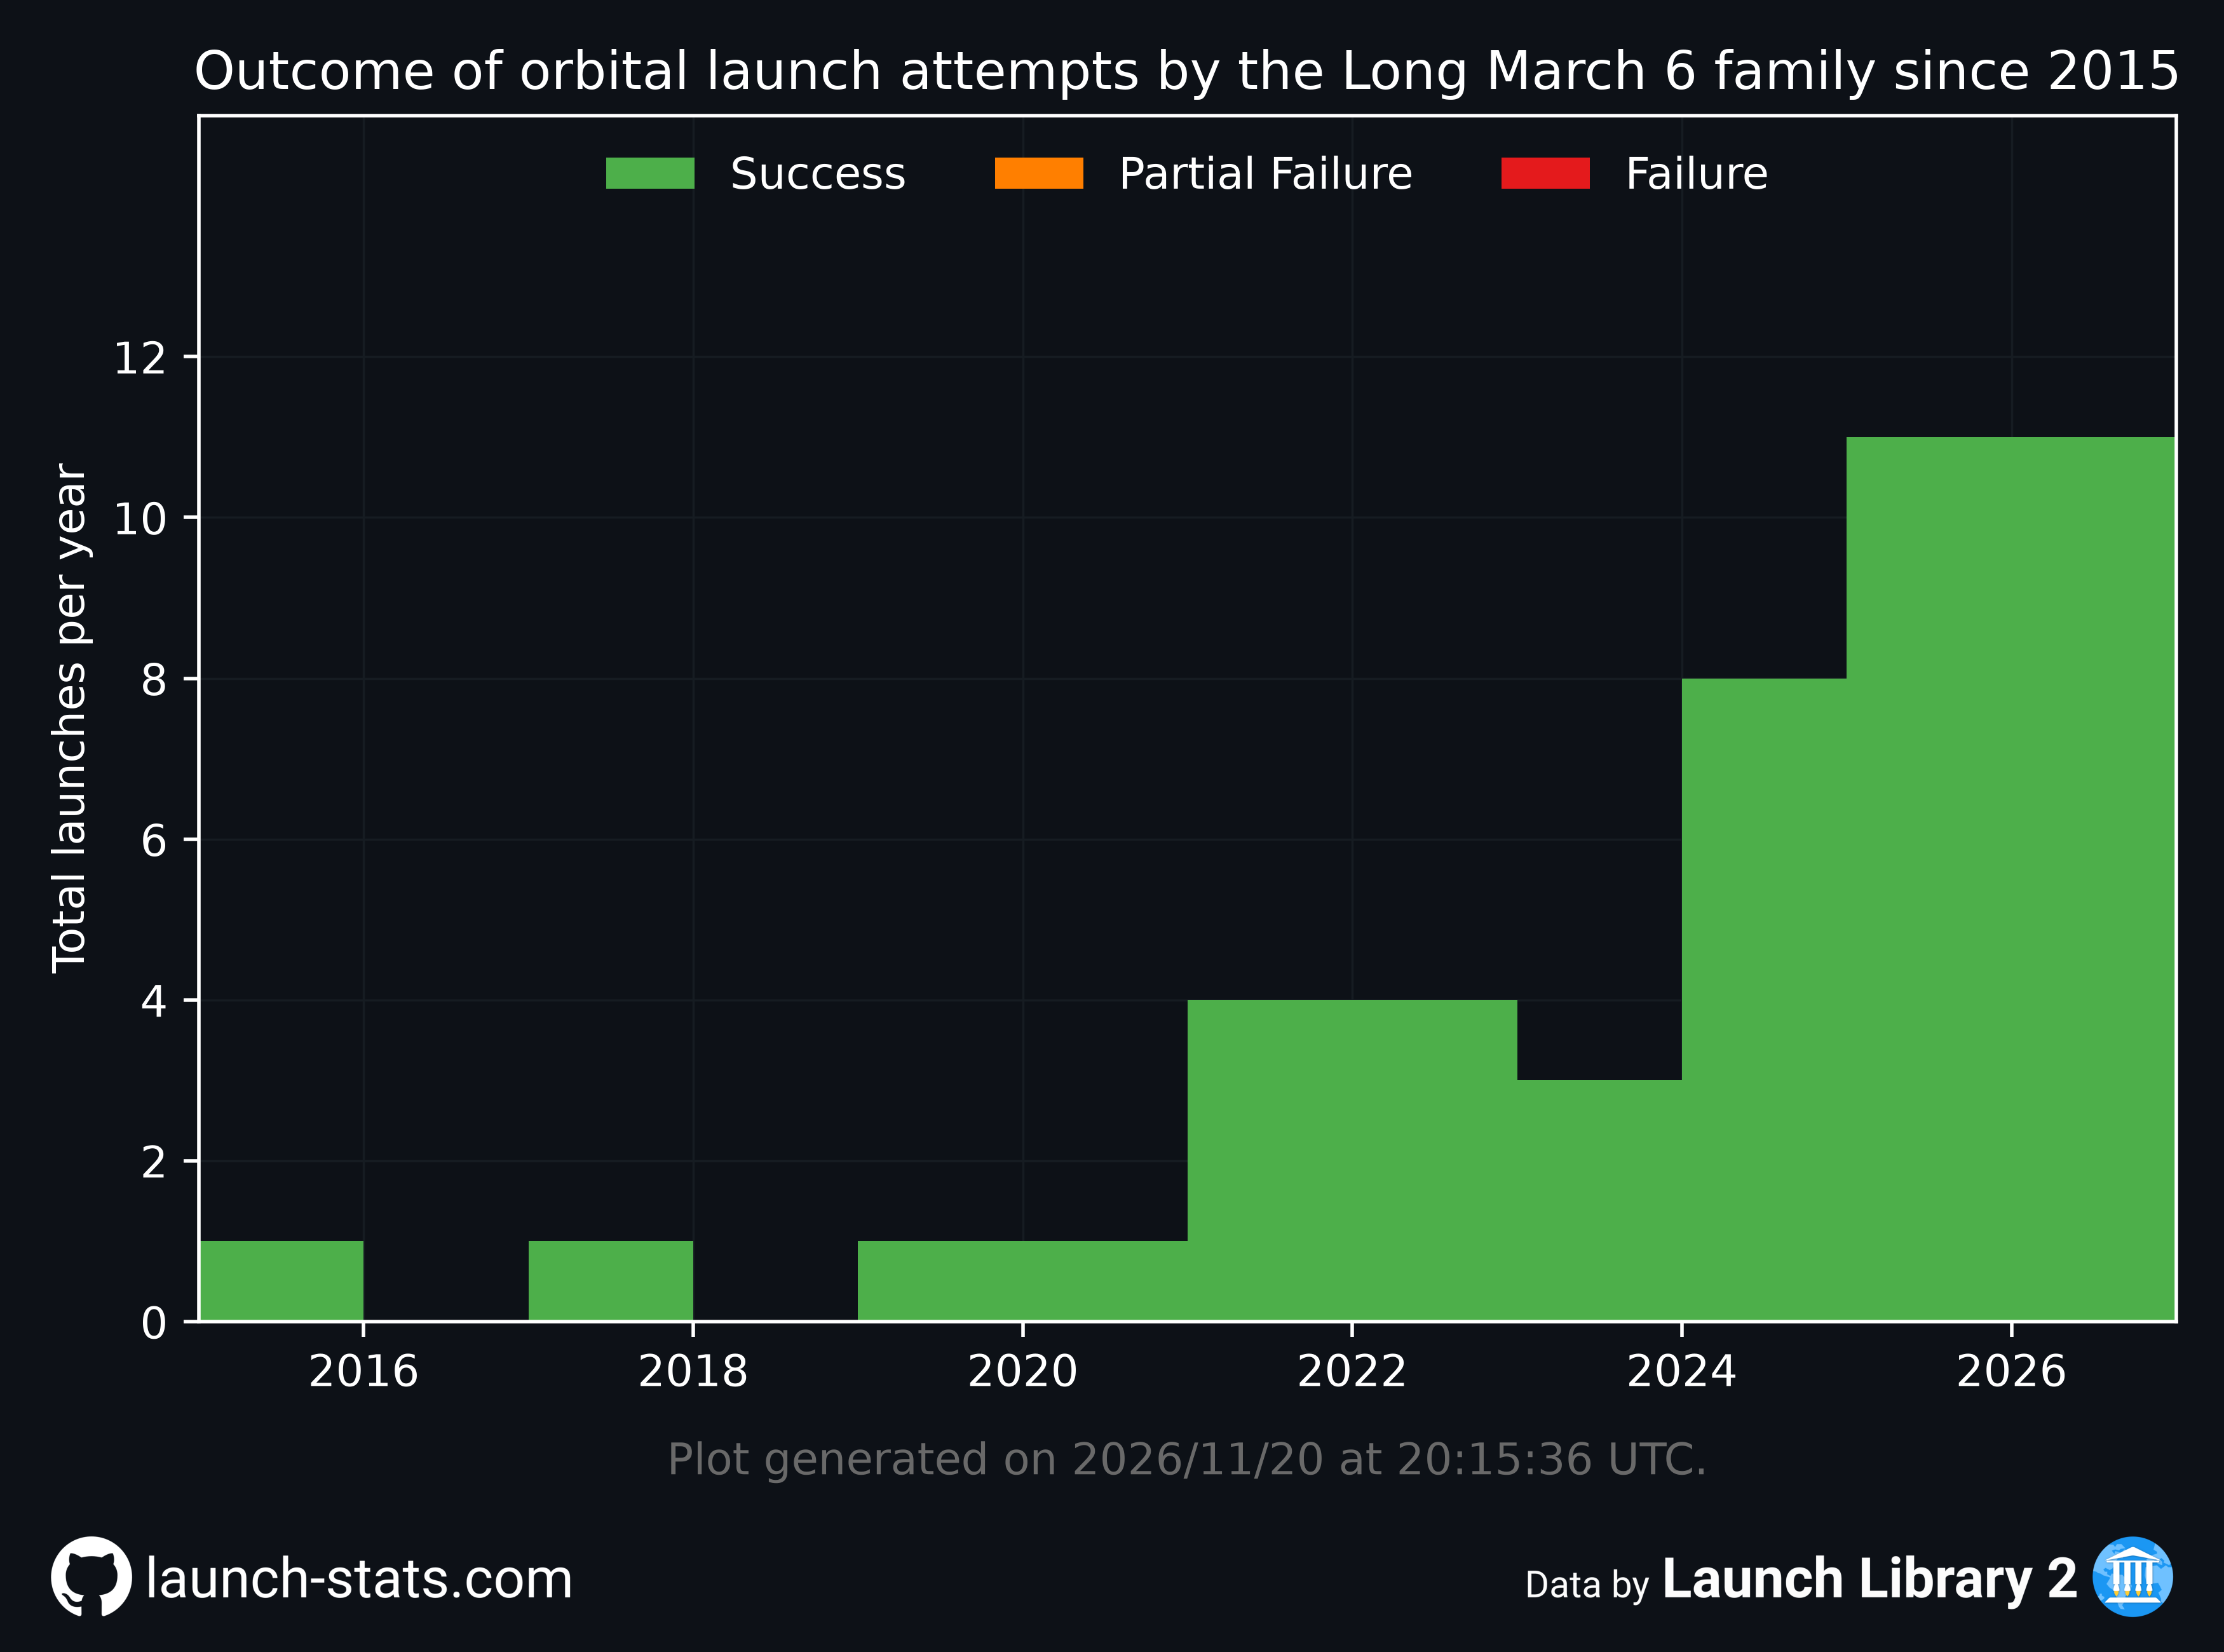 Outcome of orbital launch attempts by the Long March 6 family since 2015
Success Partial Failure Failure
Total launches per year
12
10
8
6
4
2
0
2016 2018 2020 2022 2024 2026
Plot generated on 2026/11/20 at 20:15:36 UTC.
launch-stats.com
Data by Launch Library 2